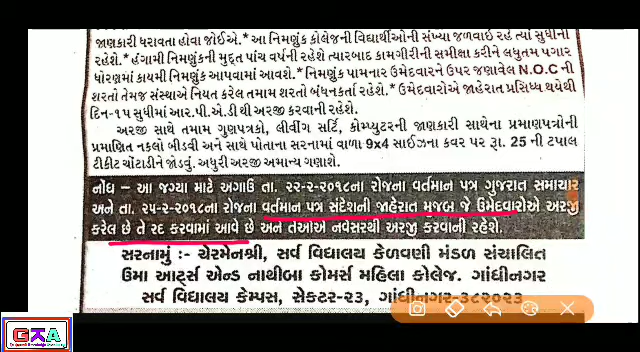 જાણકારી ધરાવતા હોવા જોઈએ.* આ નિમણુંક કોલેજની વિદ્યાર્થીઓની સંખ્યા જળવાઈ રહે ત્યાં સુધીની
રહેશે.* હંગામી નિમણુંકની મુદ્દત પાંચ વર્ષની રહેશે ત્યારબાદ કામગીરીની સમીક્ષા કરીને લઘુતમ પગાર
ધોરણમાં કાયમી નિમણુંક આપવામાં આવશે.* નિમણુંક પામનાર ઉમેદવારને ઉપર જણાવેલ N.O.C ની
શરતો તેમજ સંસ્થાએ નિયત કરેલ તમામ શરતો બંધનકર્તા રહેશે.* ઉમેદવારોએ જાહેરાત પ્રસિધ્ધ થયેથી
દિન-૧૫ સુધીમાં આર.પી.એ.ડીથી અરજી કરવાની રહેશે.
અરજી સાથે તમામ ગુણપત્રકો, લીવીંગ સર્ટિ, કોમ્પ્યુટરની જાણકારી સાથેના પ્રમાણપત્રોની
પ્રમાણિત નકલો બીડવી અને સાથે પોતાના સરનામાં વાળા 9x4 સાઈઝના કવર પર રૂા. 25 ની ટપાલ
ટીકીટ ચોંટાડીને જોડવું. અધુરી અરજી અમાન્ય ગણાશે.
નોંધ – આ જગ્યા માટે અગાઉ તા. ૨૨-૨-૨૦૧૮ના રોજના વર્તમાન પત્ર ગુજરાત સમાચાર
અને તા. ૨૫-૨-૨૦૧૮ના રોજના વર્તમાન પત્ર સંદેશની જાહેરાત મુજબ જે ઉમેદવારોએ અરજી
કરેલ છે તે રદ કરવામાં આવે છે અને તેઓએ નવેસરથી અરજી કરવાની રહેશે.
સરનામું :- ચેરમેનશ્રી, સર્વ વિદ્યાલય કેળવણી મંડળ સંચાલિત
ઉમા આર્ટ્સ એન્ડ નાથીબા કોમર્સ મહિલા કોલેજ. ગાંધીનગર
સર્વ વિદ્યાલય કેમ્પસ, સેક્ટર-૨૩, ગાંધીનગર-૩૮૨૦૨૩
GKA